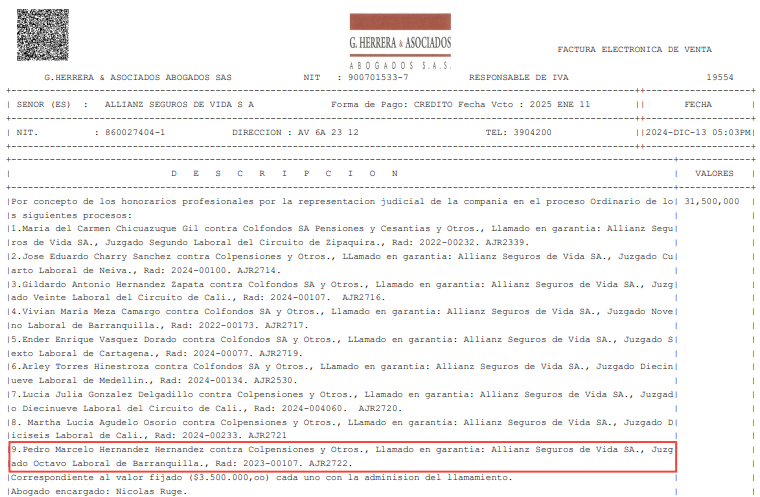 G. HERRERA & ASOCIADOS
FACTURA ELECTRONICA DE VENTA
A B O G A D O S S.A.S.
G.HERRERA & ASOCIADOS ABOGADOS SAS NIT : 900701533-7 RESPONSABLE DE IVA 19554
SENOR (ES) : ALLIANZ SEGUROS DE VIDA S A Forma de Pago: CREDITO Fecha Vcto : 2025 ENE 11 FECHA
NIT. : 860027404-1 DIRECCION : AV 6A 23 12 TEL: 3904200 2024-DIC-13 05:03PM
D E S C R I P C I O N VALORES
Por concepto de los honorarios profesionales por la representacion judicial de la compania en el proceso Ordinario de lo 31,500,000
s siguientes procesos:
1.Maria del Carmen Chicuazuque Gil contra Colfondos SA Pensiones y Cesantias y Otros., Llamado en garantia: Allianz Segu
ros de Vida SA., Juzgado Segundo Laboral del Circuito de Zipaquira., Rad: 2022-00232. AJR2339.
2.Jose Eduardo Charry Sanchez contra Colpensiones y Otros., LLamado en garantia: Allianz Seguros de Vida SA., Juzgado Cu
arto Laboral de Neiva., Rad: 2024-00100. AJR2714.
3.Gildardo Antonio Hernandez Zapata contra Colfondos SA y Otros., Llamado en garantia: Allianz Seguros de Vida SA., Juzg
ado Veinte Laboral del Circuito de Cali., Rad: 2024-00107. AJR2716.
4.Vivian Maria Meza Camargo contra Colfondos SA y Otros., LLamado en garantia: Allianz Seguros de Vida SA., Juzgado Nove
no Laboral de Barranquilla., Rad: 2022-00173. AJR2717.
5.Ender Enrique Vasquez Dorado contra Colfondos SA y Otros., Llamado en garantia: Allianz Seguros de Vida SA., Juzgado S
exto Laboral de Cartagena., Rad: 2024-00077. AJR2719.
6.Arley Torres Hinestroza contra Colfondos SA y Otros., Llamado en garantia: Allianz Seguros de Vida SA., Juzgado Diecin
ueve Laboral de Medellin., Rad: 2024-00134. AJR2530.
7.Lucia Julia Gonzalez Delgadillo contra Colpensiones y Otros., Llamado en garantia: Allianz Seguros de Vida SA., Juzgad
o Diecinueve Laboral del Circuito de Cali., Rad: 2024-004060. AJR2720.
8. Martha Lucia Agudelo Osorio contra Colpensiones y Otros., LLamado en garantia: Allianz Seguros de Vida SA., Juzgado D
iciseis Laboral de Cali., Rad: 2024-00233. AJR2721
9.Pedro Marcelo Hernandez Hernandez contra Colpensiones y Otros., Llamado en garantia: Allianz Seguros de Vida SA., Juzg
ado Octavo Laboral de Barranquilla., Rad: 2023-00107. AJR2722.
Correspondiente al valor fijado ($3.500.000,oo) cada uno con la adminision del llamamiento.
Abogado encargado: Nicolas Ruge.